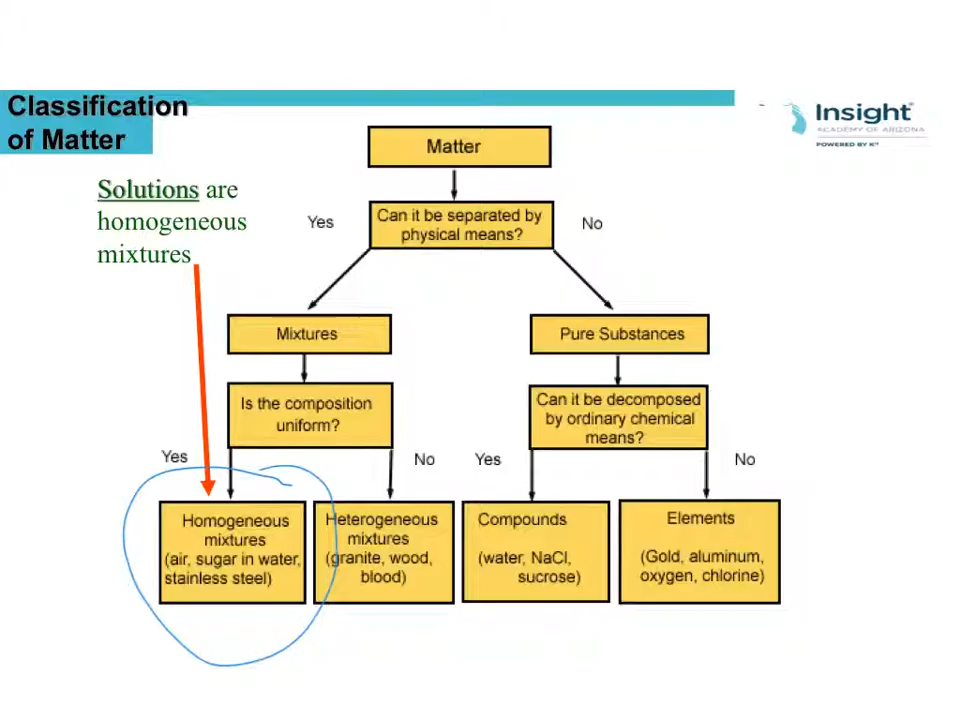 Classification
of Matter
Insight
ACADEMY OF ARIZONA
POWERED BY K¹²
Matter
Solutions are
homogeneous
mixtures
Yes
Can it be separated by
physical means?
No
Mixtures
Pure Substances
Is the composition
uniform?
Can it be decomposed
by ordinary chemical
means?
Yes
No
Yes
No
Homogeneous
mixtures
(air, sugar in water,
stainless steel)
Heterogeneous
mixtures
(granite, wood,
blood)
Compounds
(water, NaCl,
sucrose)
Elements
(Gold, aluminum,
oxygen, chlorine)